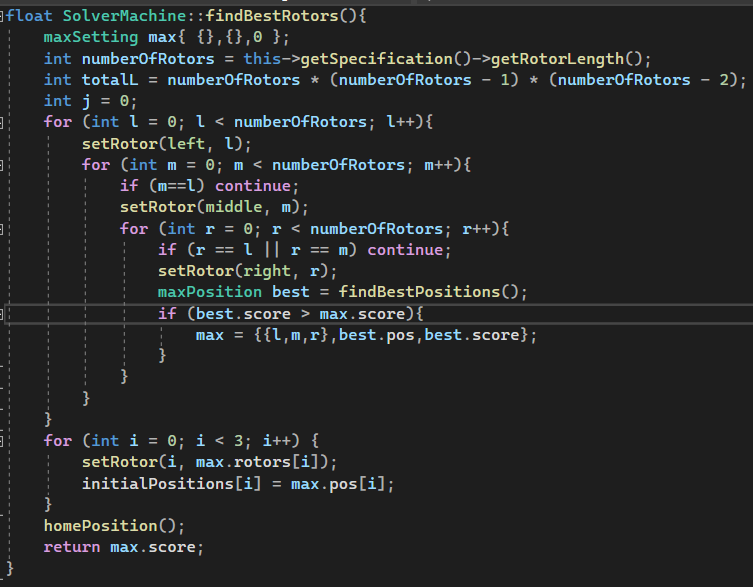 float SolverMachine::findBestRotors(){
maxSetting max{ {},{},0 };
int numberOfRotors = this->getSpecification()->getRotorLength();
int totalL = numberOfRotors * (numberOfRotors - 1) * (numberOfRotors - 2);
int j = 0;
for (int l = 0; l < numberOfRotors; l++){
setRotor(left, l);
for (int m = 0; m < numberOfRotors; m++){
if (m==l) continue;
setRotor(middle, m);
for (int r = 0; r < numberOfRotors; r++){
if (r == l || r == m) continue;
setRotor(right, r);
maxPosition best = findBestPositions();
if (best.score > max.score){
max = {{l,m,r},best.pos,best.score};
}
}
}
}
for (int i = 0; i < 3; i++) {
setRotor(i, max.rotors[i]);
initialPositions[i] = max.pos[i];
}
homePosition();
return max.score;
}